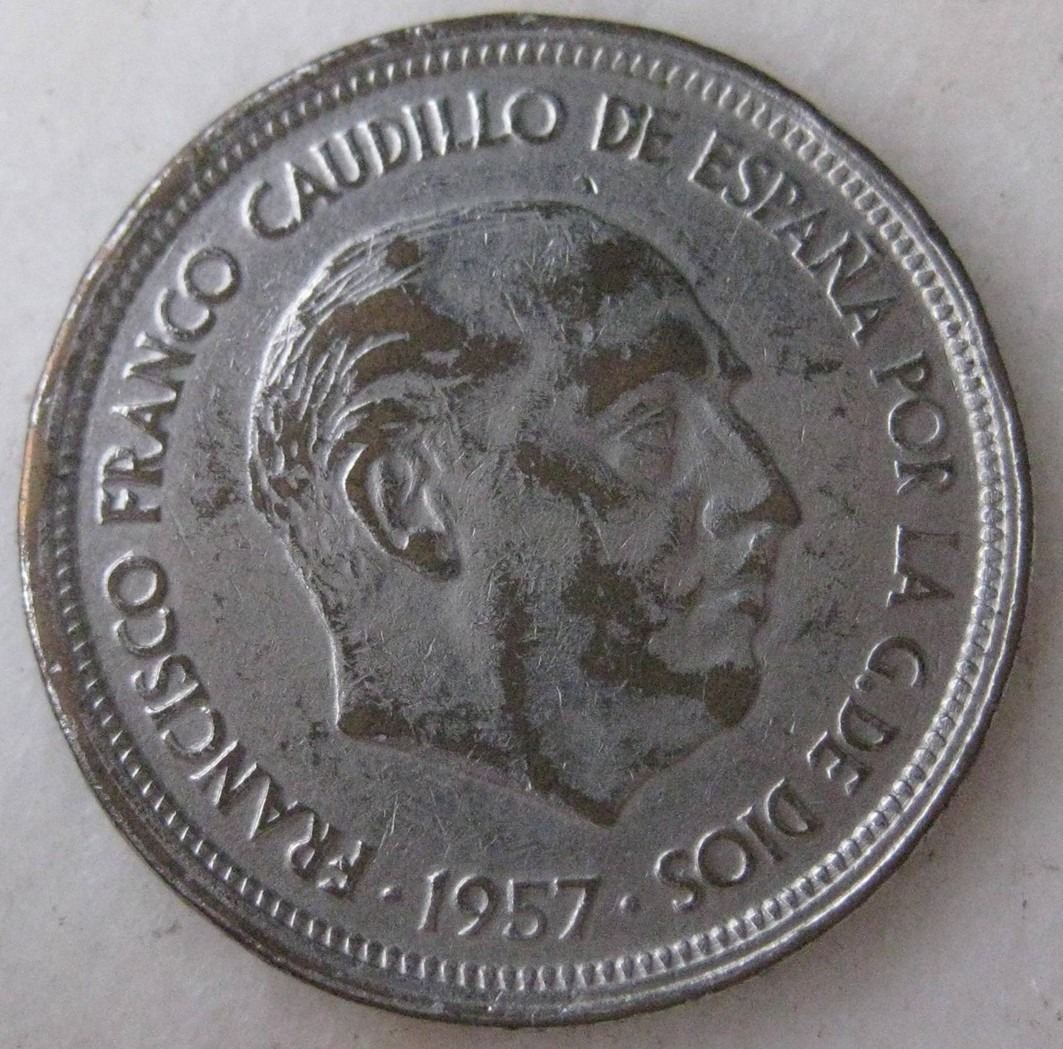 FRANCISCO FRANCO CAUDILLO DE ESPAÑA POR LA G.DE DIOS
· 1957 ·